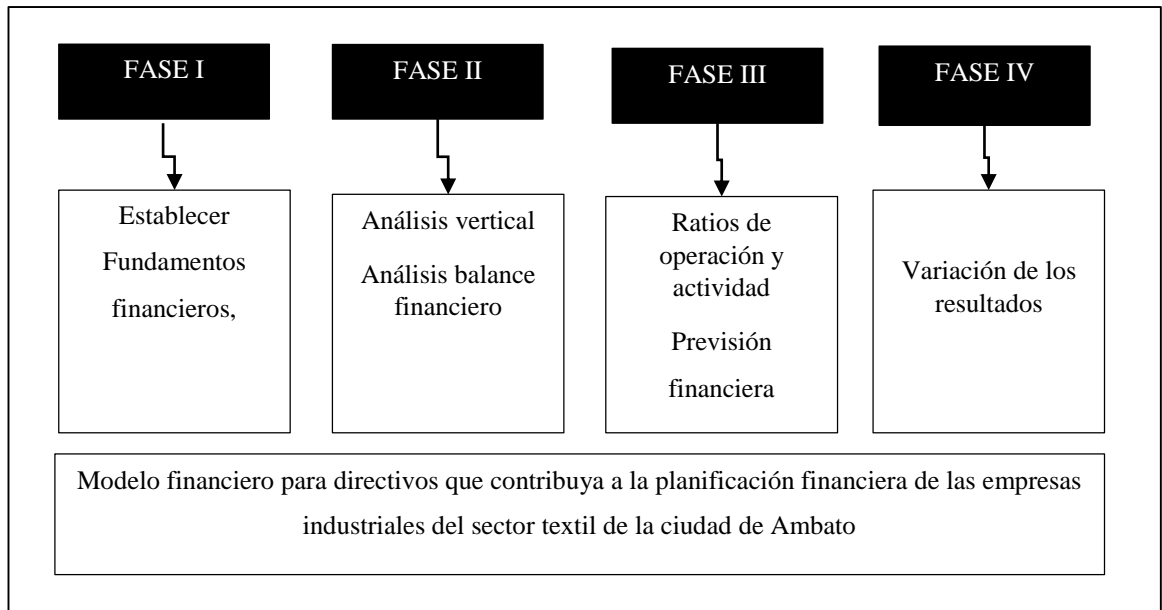 FASE I
FASE II
FASE III
FASE IV
Establecer
Fundamentos
financieros,
Análisis vertical
Análisis balance
financiero
Ratios de
operación y
actividad
Previsión
financiera
Variación de los
resultados
Modelo financiero para directivos que contribuya a la planificación financiera de las empresas
industriales del sector textil de la ciudad de Ambato